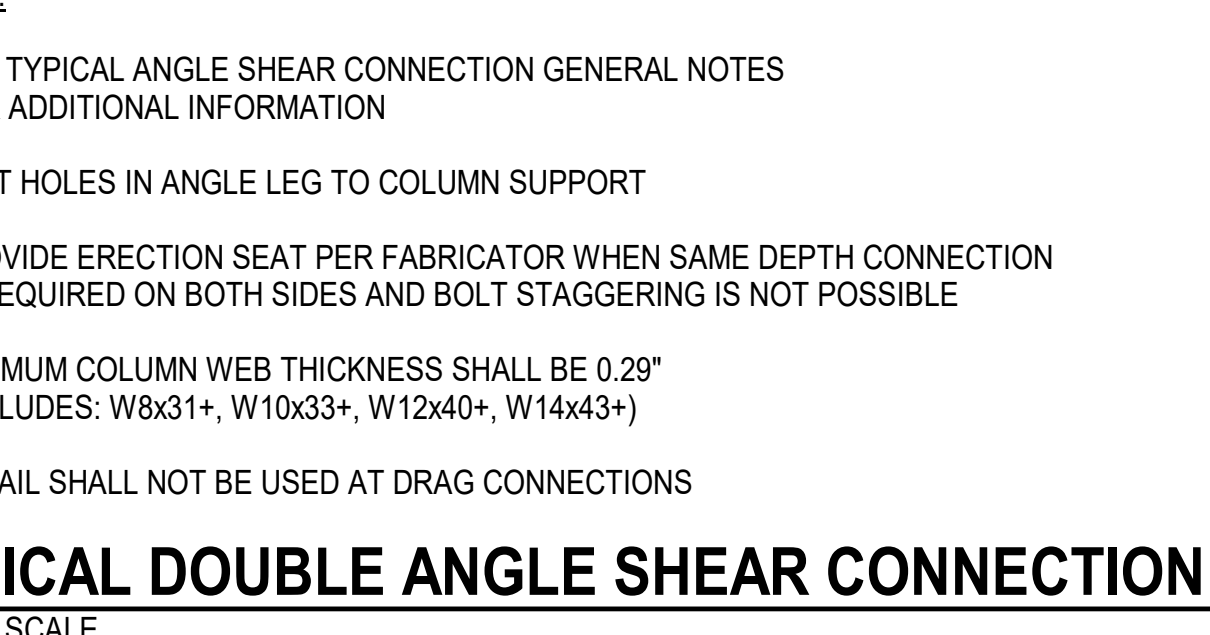 TYPICAL ANGLE SHEAR CONNECTION GENERAL NOTES
ADDITIONAL INFORMATION
T HOLES IN ANGLE LEG TO COLUMN SUPPORT
OVIDE ERECTION SEAT PER FABRICATOR WHEN SAME DEPTH CONNECTION
EQUIRED ON BOTH SIDES AND BOLT STAGGERING IS NOT POSSIBLE
MUM COLUMN WEB THICKNESS SHALL BE 0.29"
LUDES: W8x31+, W10x33+, W12x40+, W14x43+)
AIL SHALL NOT BE USED AT DRAG CONNECTIONS
ICAL DOUBLE ANGLE SHEAR CONNECTION
SCALE